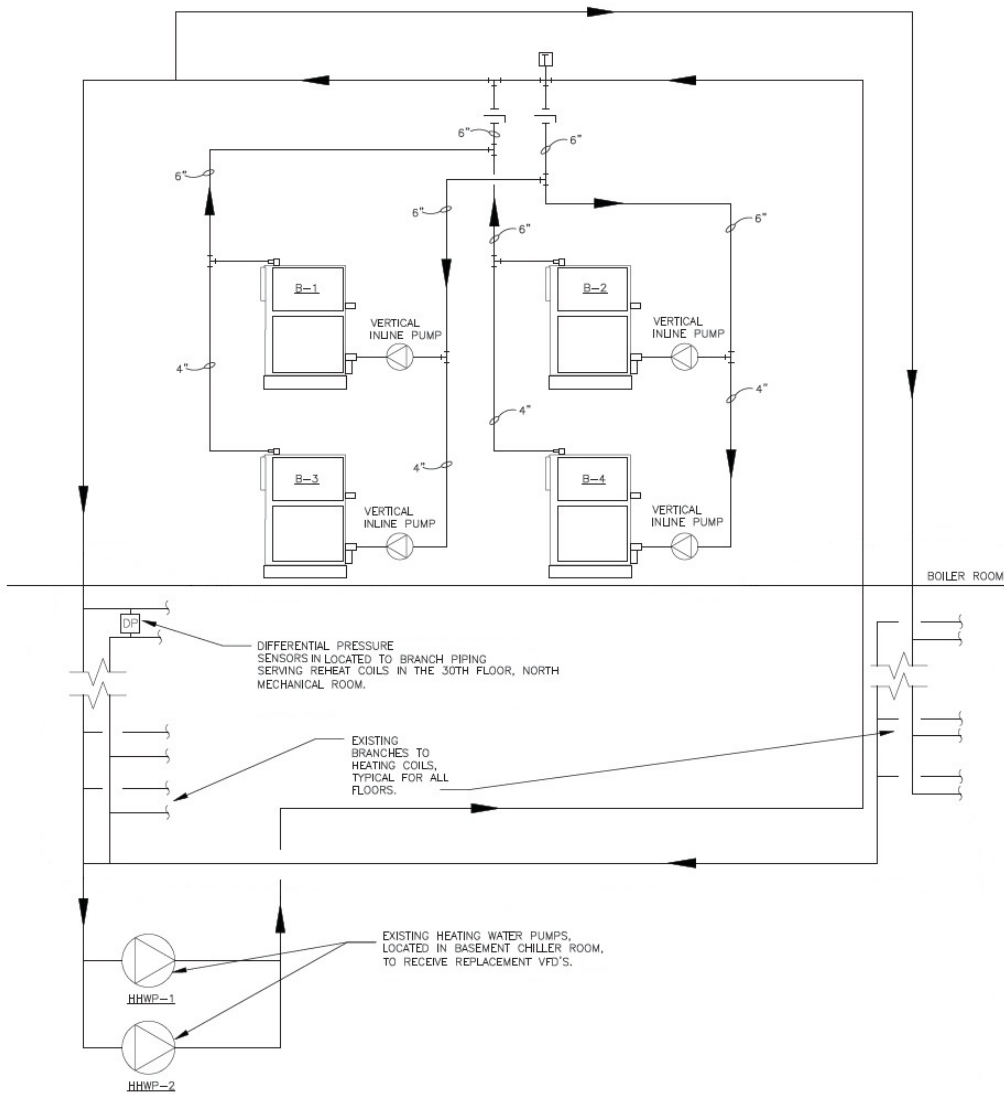 T
6"
6"
6"
6"
6"
6"
B-1
B-2
VERTICAL
INLINE PUMP
VERTICAL
INLINE PUMP
4"
4"
4"
4"
B-3
B-4
VERTICAL
INLINE PUMP
VERTICAL
INLINE PUMP
BOILER ROOM
DP
DIFFERENTIAL PRESSURE
SENSORS IN LOCATED TO BRANCH PIPING
SERVING REHEAT COILS IN THE 30TH FLOOR, NORTH
MECHANICAL ROOM.
EXISTING
BRANCHES TO
HEATING COILS,
TYPICAL FOR ALL
FLOORS.
EXISTING HEATING WATER PUMPS,
LOCATED IN BASEMENT CHILLER ROOM,
TO RECEIVE REPLACEMENT VFD'S.
HHWP-1
HHWP-2